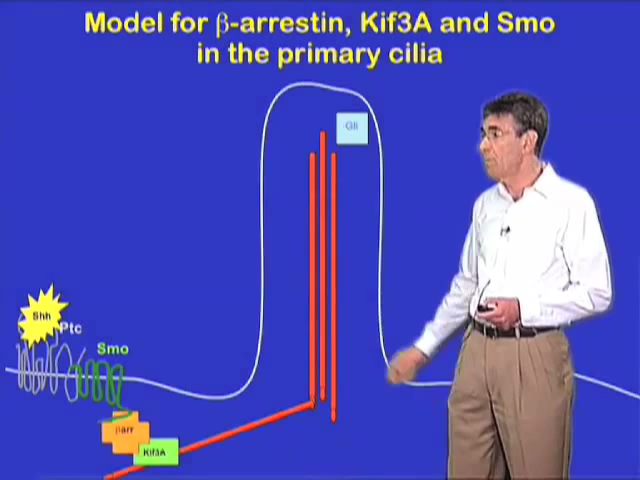 Model for β-arrestin, Kif3A and Smo
in the primary cilia
Gli
Shh
Ptc
Smo
βarr
Kif3A